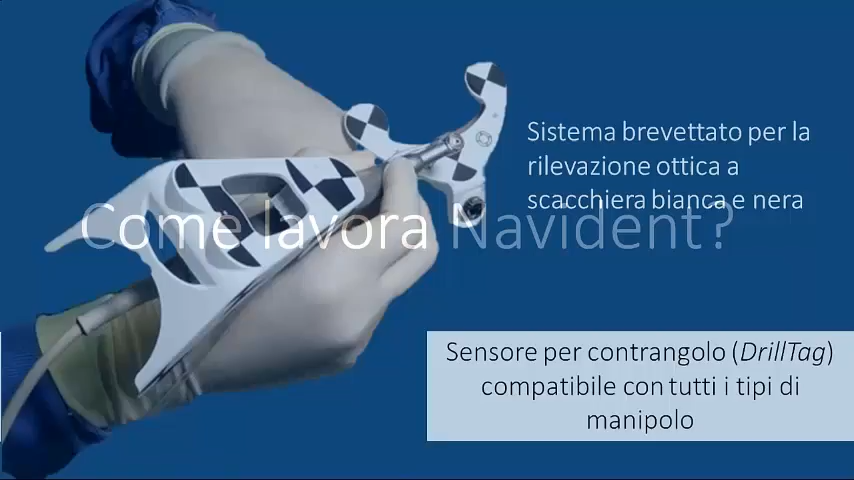 Sistema brevettato per la
rilevazione ottica a
scacchiera bianca e nera
Come lavora Navident?
Sensore per contrangolo (DrillTag)
compatibile con tutti i tipi di
manipolo